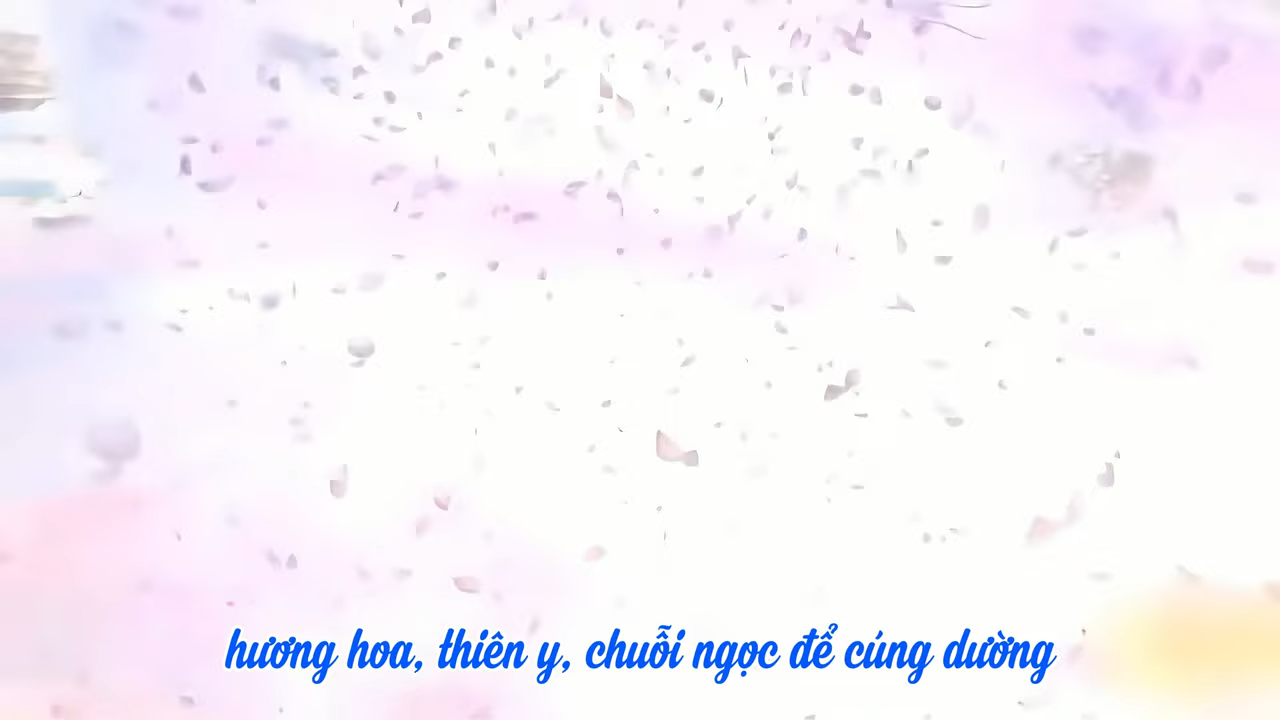 hương hoa, thiên y, chuỗi ngọc để cúng dường